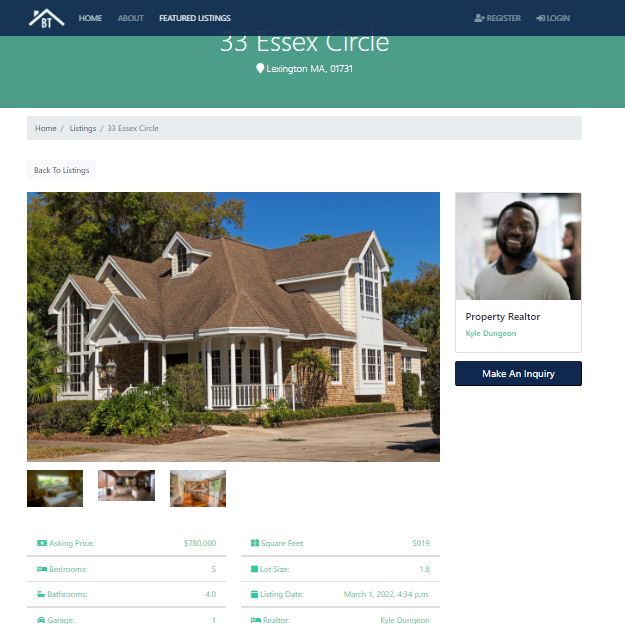 BT
HOME ABOUT FEATURED LISTINGS REGISTER LOGIN
33 Essex Circle
Lexington MA, 01731
Home / Listings / 33 Essex Circle
Back To Listings
Property Realtor
Kyle Dungeon
Make An Inquiry
Asking Price: $780,000
Square Feet: 5019
Bedrooms: 5
Lot Size: 1.8
Bathrooms: 4.0
Listing Date: March 1, 2022, 4:34 p.m.
Garage: 1
Realtor: Kyle Dungeon